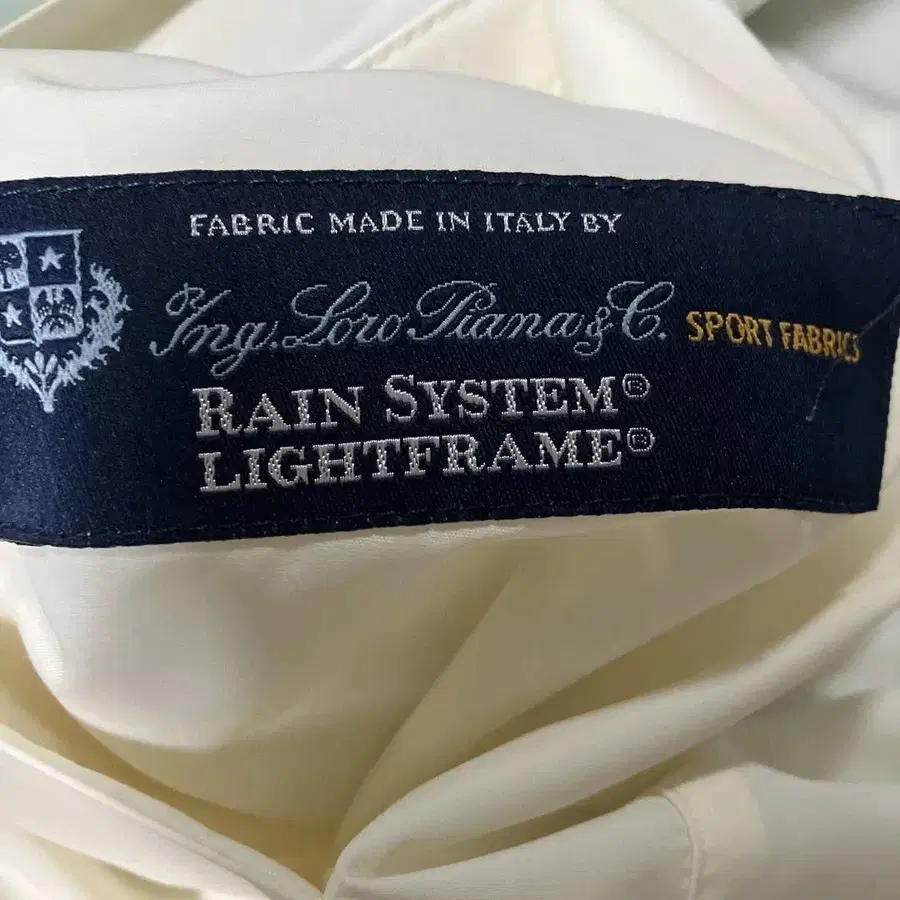 FABRIC MADE IN ITALY BY
Ing. Loro Piana & C. SPORT FABRICS
RAIN SYSTEM®
LIGHTFRAME®